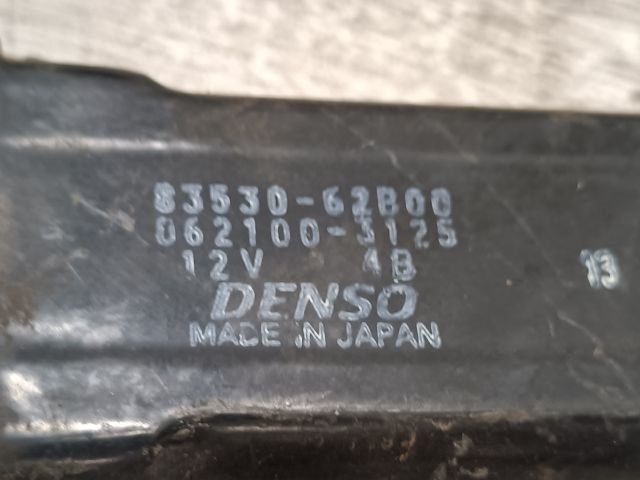 83530-62B00
062100-3125
12V 4B
13
DENSO
MADE IN JAPAN